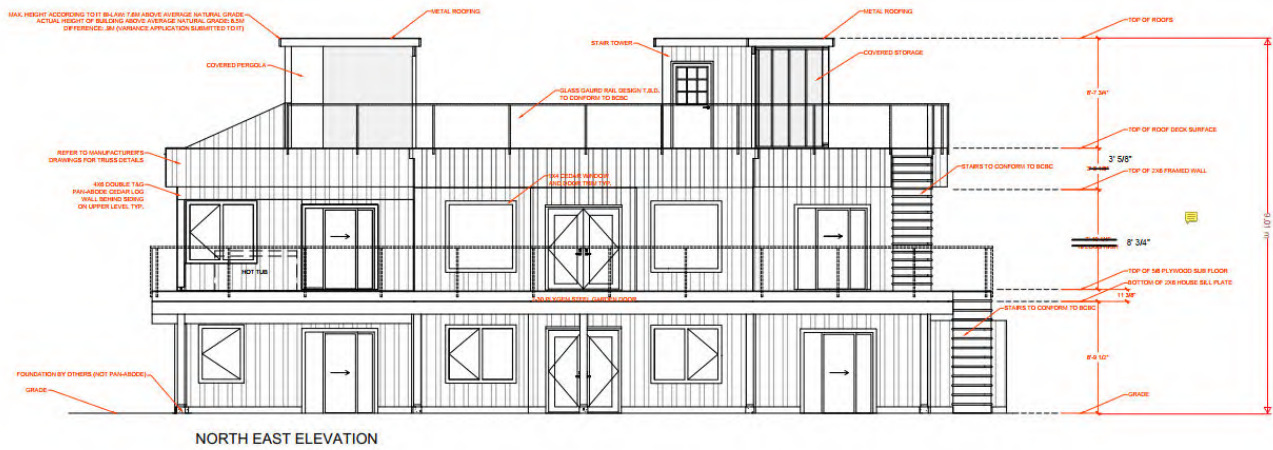 MAX. HEIGHT ACCORDING TO IT BI-LAW: 7.6M ABOVE AVERAGE NATURAL GRADE
ACTUAL HEIGHT OF BUILDING ABOVE AVERAGE NATURAL GRADE: 8.5M
DIFFERENCE: .9M (VARIANCE APPLICATION SUBMITTED TO IT)
METAL ROOFING
METAL ROOFING
TOP OF ROOFS
STAIR TOWER
COVERED STORAGE
COVERED PERGOLA
GLASS GAURD RAIL DESIGN T.B.D.
TO CONFORM TO BCBC
8'-7 3/4"
TOP OF ROOF DECK SURFACE
REFER TO MANUFACTURER'S
DRAWINGS FOR TRUSS DETAILS
STAIRS TO CONFORM TO BCBC
3' 5/8"
TOP OF 2X6 FRAMED WALL
4X6 DOUBLE T&G
PAN-ABODE CEDAR LOG
WALL BEHIND SIDING
ON UPPER LEVEL TYP.
CEDAR WINDOW
AND DOOR TRIM TYP.
9.01 m
8' 3/4"
HOT TUB
TOP OF 5/8 PLYWOOD SUB FLOOR
BOTTOM OF 2X6 HOUSE SILL PLATE
11 3/8"
STAIRS TO CONFORM TO BCBC
8'-9 1/2"
FOUNDATION BY OTHERS (NOT PAN-ABODE)
GRADE
GRADE
NORTH EAST ELEVATION